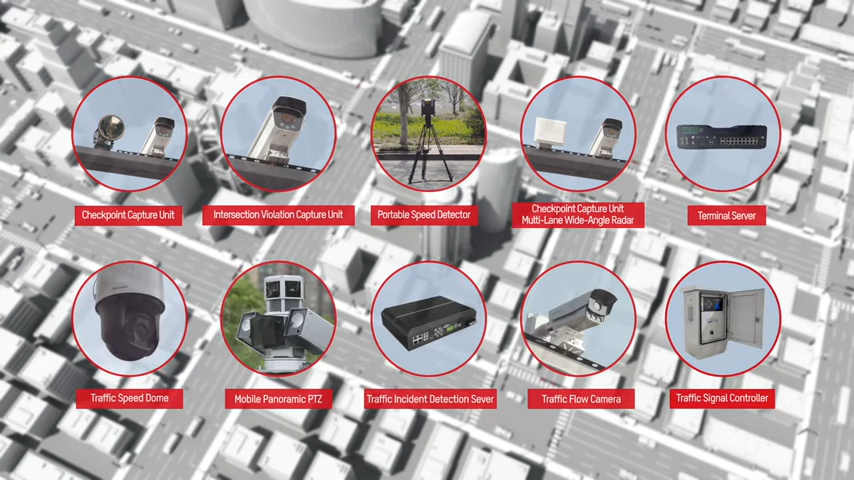 Checkpoint Capture Unit
Intersection Violation Capture Unit
Portable Speed Detector
Checkpoint Capture Unit
Multi-Lane Wide-Angle Radar
Terminal Server
Traffic Speed Dome
Mobile Panoramic PTZ
Traffic Incident Detection Sever
Traffic Flow Camera
Traffic Signal Controller